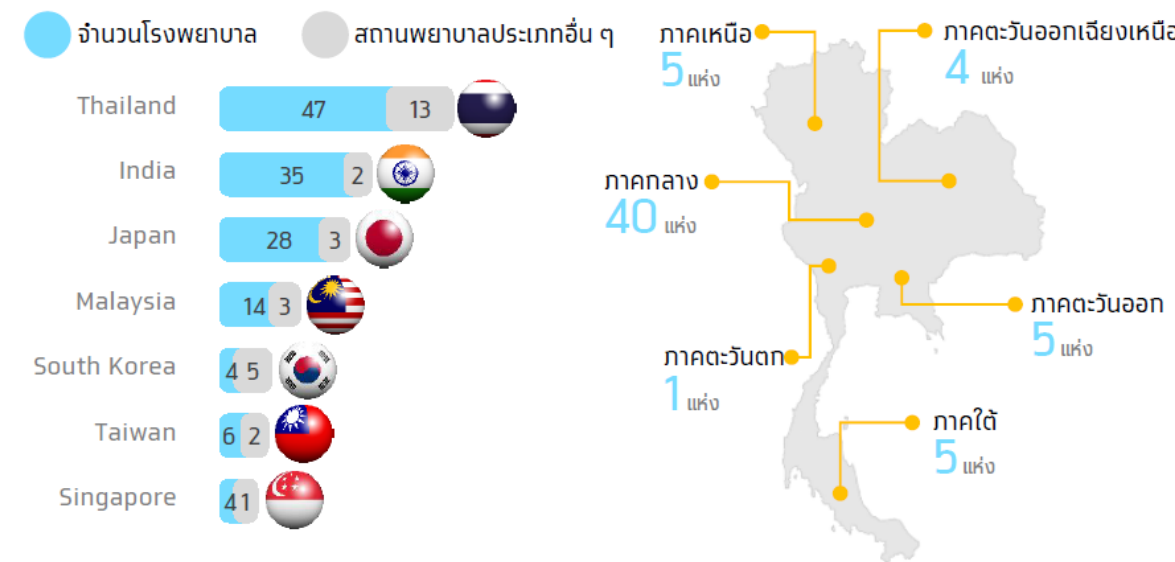 จำนวนโรงพยาบาล
สถานพยาบาลประเภทอื่น ๆ
Thailand 47 13
India 35 2
Japan 28 3
Malaysia 14 3
South Korea 4 5
Taiwan 6 2
Singapore 4 1
ภาคเหนือ
5 แห่ง
ภาคตะวันออกเฉียงเหนือ
4 แห่ง
ภาคกลาง
40 แห่ง
ภาคตะวันออก
5 แห่ง
ภาคตะวันตก
1 แห่ง
ภาคใต้
5 แห่ง